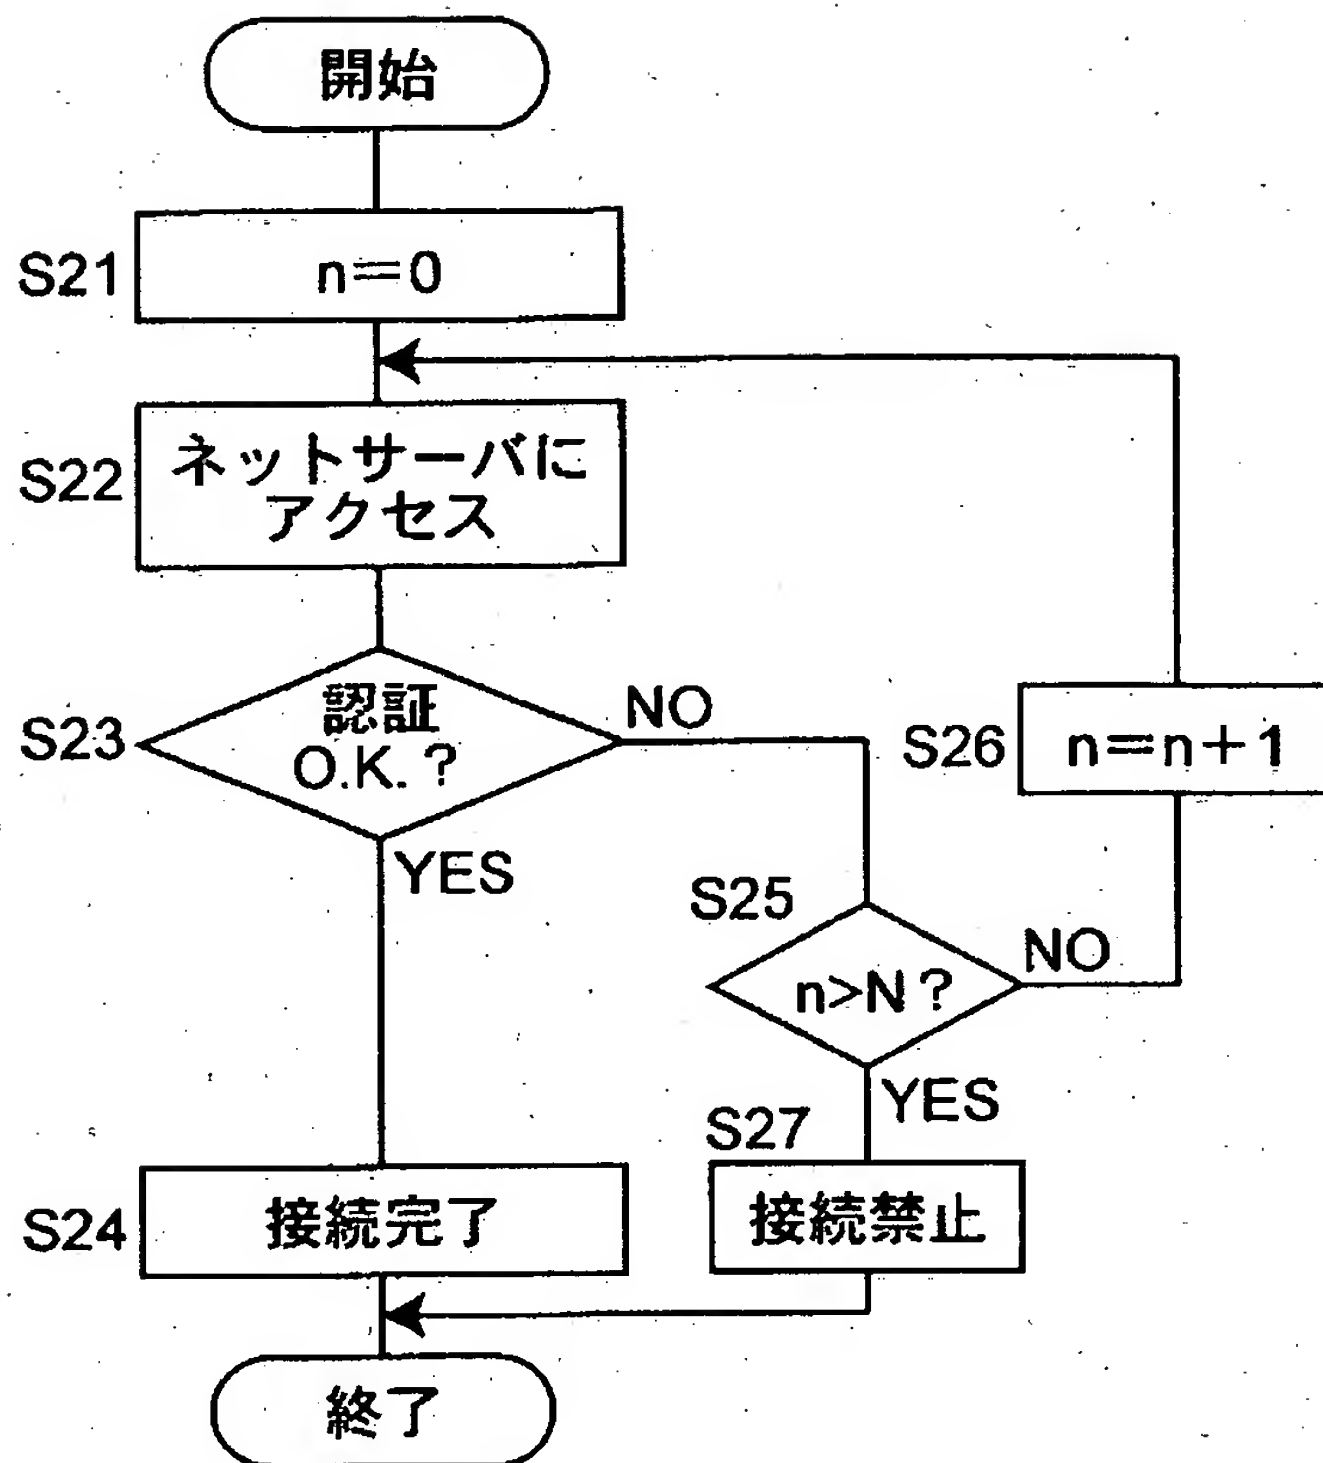 開始
S21
n=0
S22
ネットサーバに
アクセス
S23
認証
O.K.?
NO
YES
S26
n=n+1
S25
n>N?
NO
YES
S27
接続禁止
S24
接続完了
終了